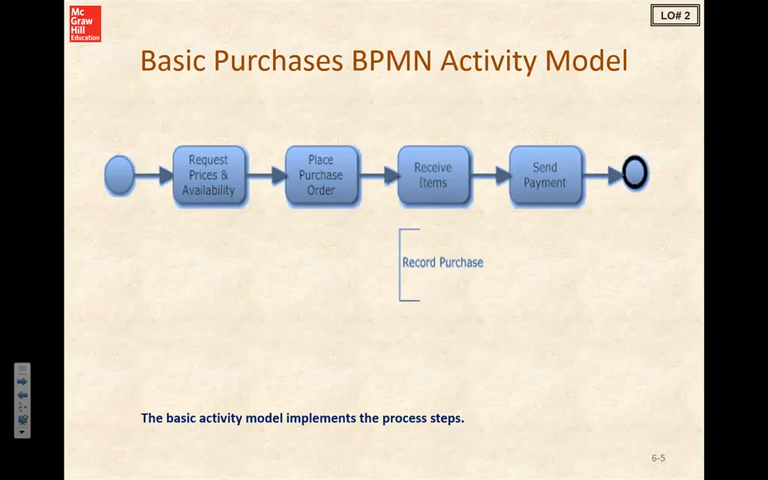 Mc
Graw
Hill
Education
LO# 2
Basic Purchases BPMN Activity Model
Request
Prices &
Availability
Place
Purchase
Order
Receive
Items
Send
Payment
Record Purchase
The basic activity model implements the process steps.
6-5